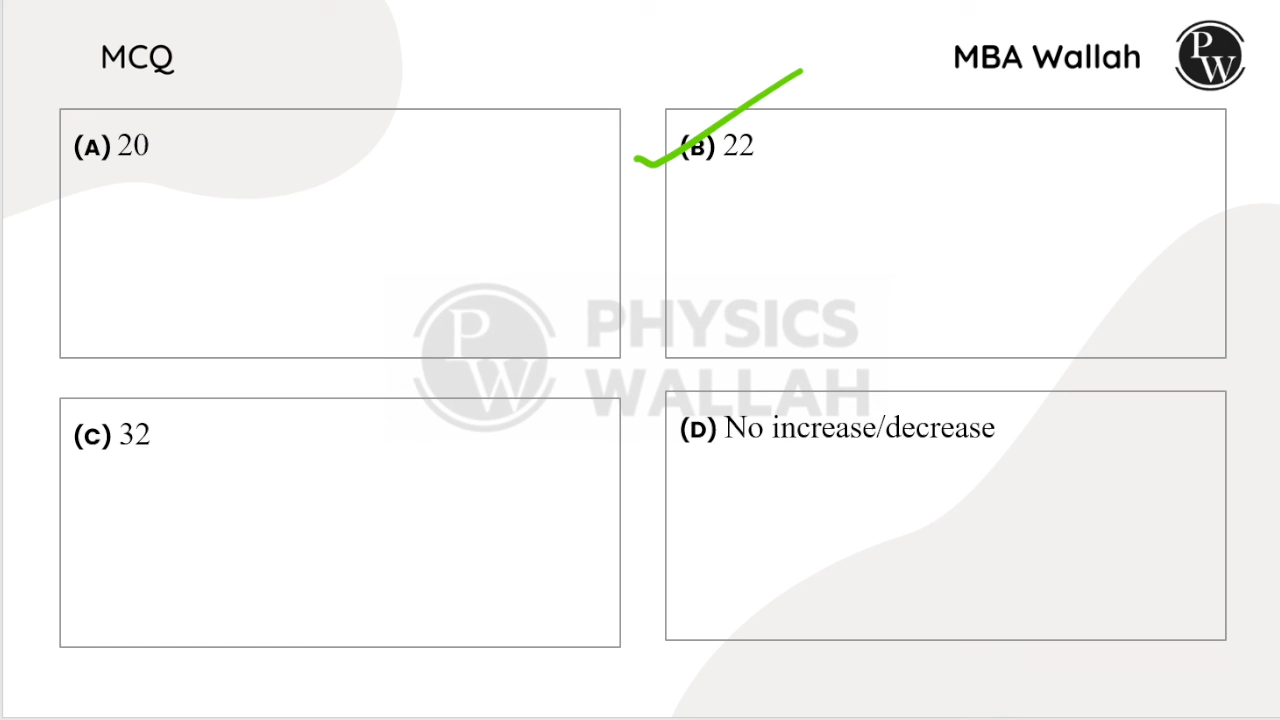 MCQ
MBA Wallah
PW
(A) 20
(B) 22
PHYSICS
WALLAH
PW
(C) 32
(D) No increase/decrease